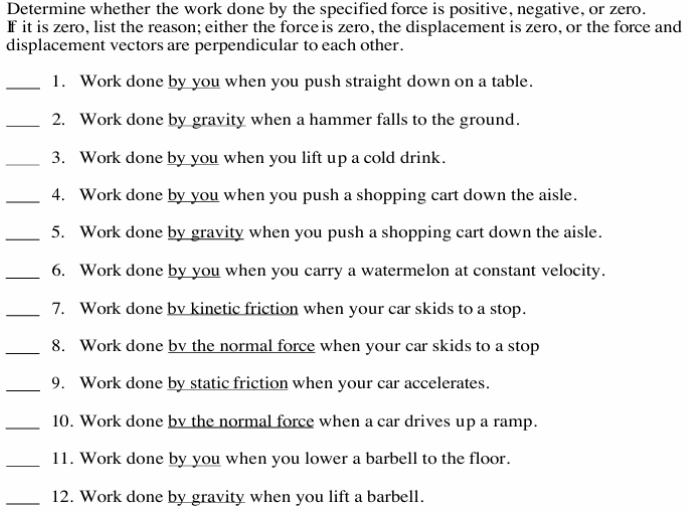 Determine whether the work done by the specified force is positive, negative, or zero.
If it is zero, list the reason; either the force is zero, the displacement is zero, or the force and
displacement vectors are perpendicular to each other.
____ 1. Work done by you when you push straight down on a table.
____ 2. Work done by gravity when a hammer falls to the ground.
____ 3. Work done by you when you lift up a cold drink.
____ 4. Work done by you when you push a shopping cart down the aisle.
____ 5. Work done by gravity when you push a shopping cart down the aisle.
____ 6. Work done by you when you carry a watermelon at constant velocity.
____ 7. Work done by kinetic friction when your car skids to a stop.
____ 8. Work done by the normal force when your car skids to a stop
____ 9. Work done by static friction when your car accelerates.
____ 10. Work done by the normal force when a car drives up a ramp.
____ 11. Work done by you when you lower a barbell to the floor.
____ 12. Work done by gravity when you lift a barbell.